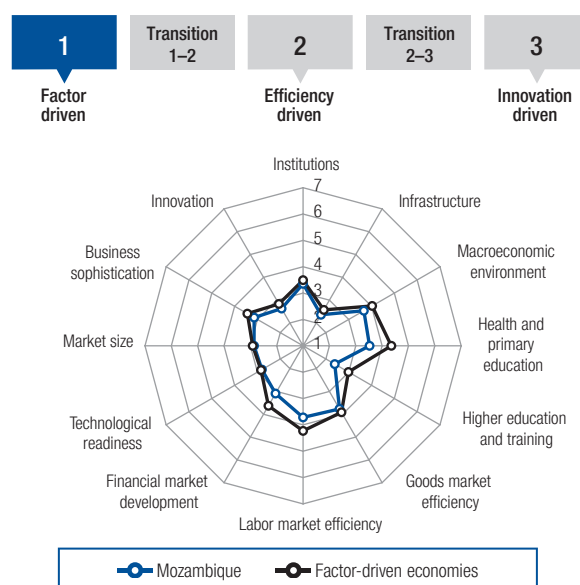 1
Transition
1–2
2
Transition
2–3
3
Factor
driven
Efficiency
driven
Innovation
driven
Institutions
7
6
5
4
3
2
1
Infrastructure
Macroeconomic
environment
Health and
primary
education
Higher education
and training
Goods market
efficiency
Labor market efficiency
Financial market
development
Technological
readiness
Market size
Business
sophistication
Innovation
Mozambique
Factor-driven economies